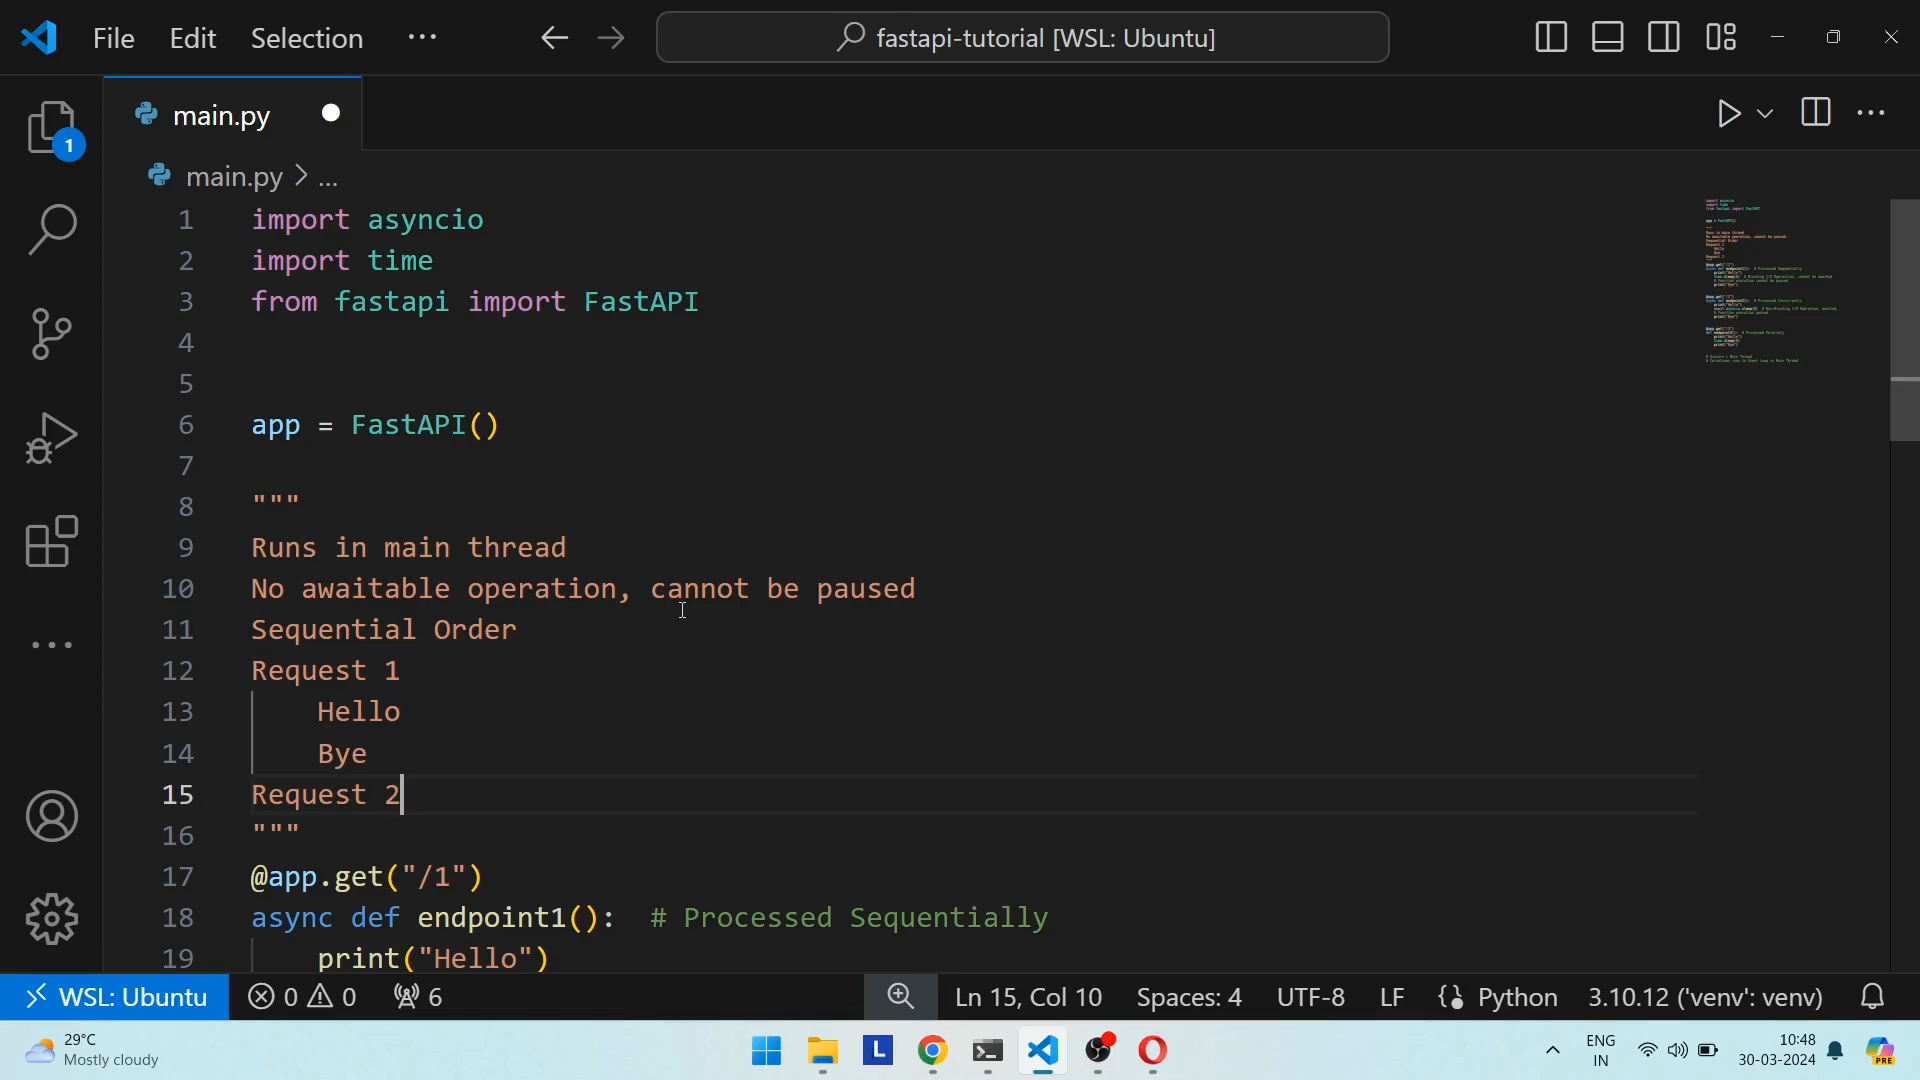 File Edit Selection ··· fastapi-tutorial [WSL: Ubuntu]
main.py
1
main.py > ...
1 import asyncio
2 import time
3 from fastapi import FastAPI
4
5
6 app = FastAPI()
7
8 """
9 Runs in main thread
10 No awaitable operation, cannot be paused
11 Sequential Order
12 Request 1
13 Hello
14 Bye
15 Request 2
16 """
17 @app.get("/1")
18 async def endpoint1(): # Processed Sequentially
19 print("Hello")
WSL: Ubuntu 0 0 6 Ln 15, Col 10 Spaces: 4 UTF-8 LF Python 3.10.12 ('venv': venv)
29°C
Mostly cloudy
L
ENG
IN
10:48
30-03-2024
PRE